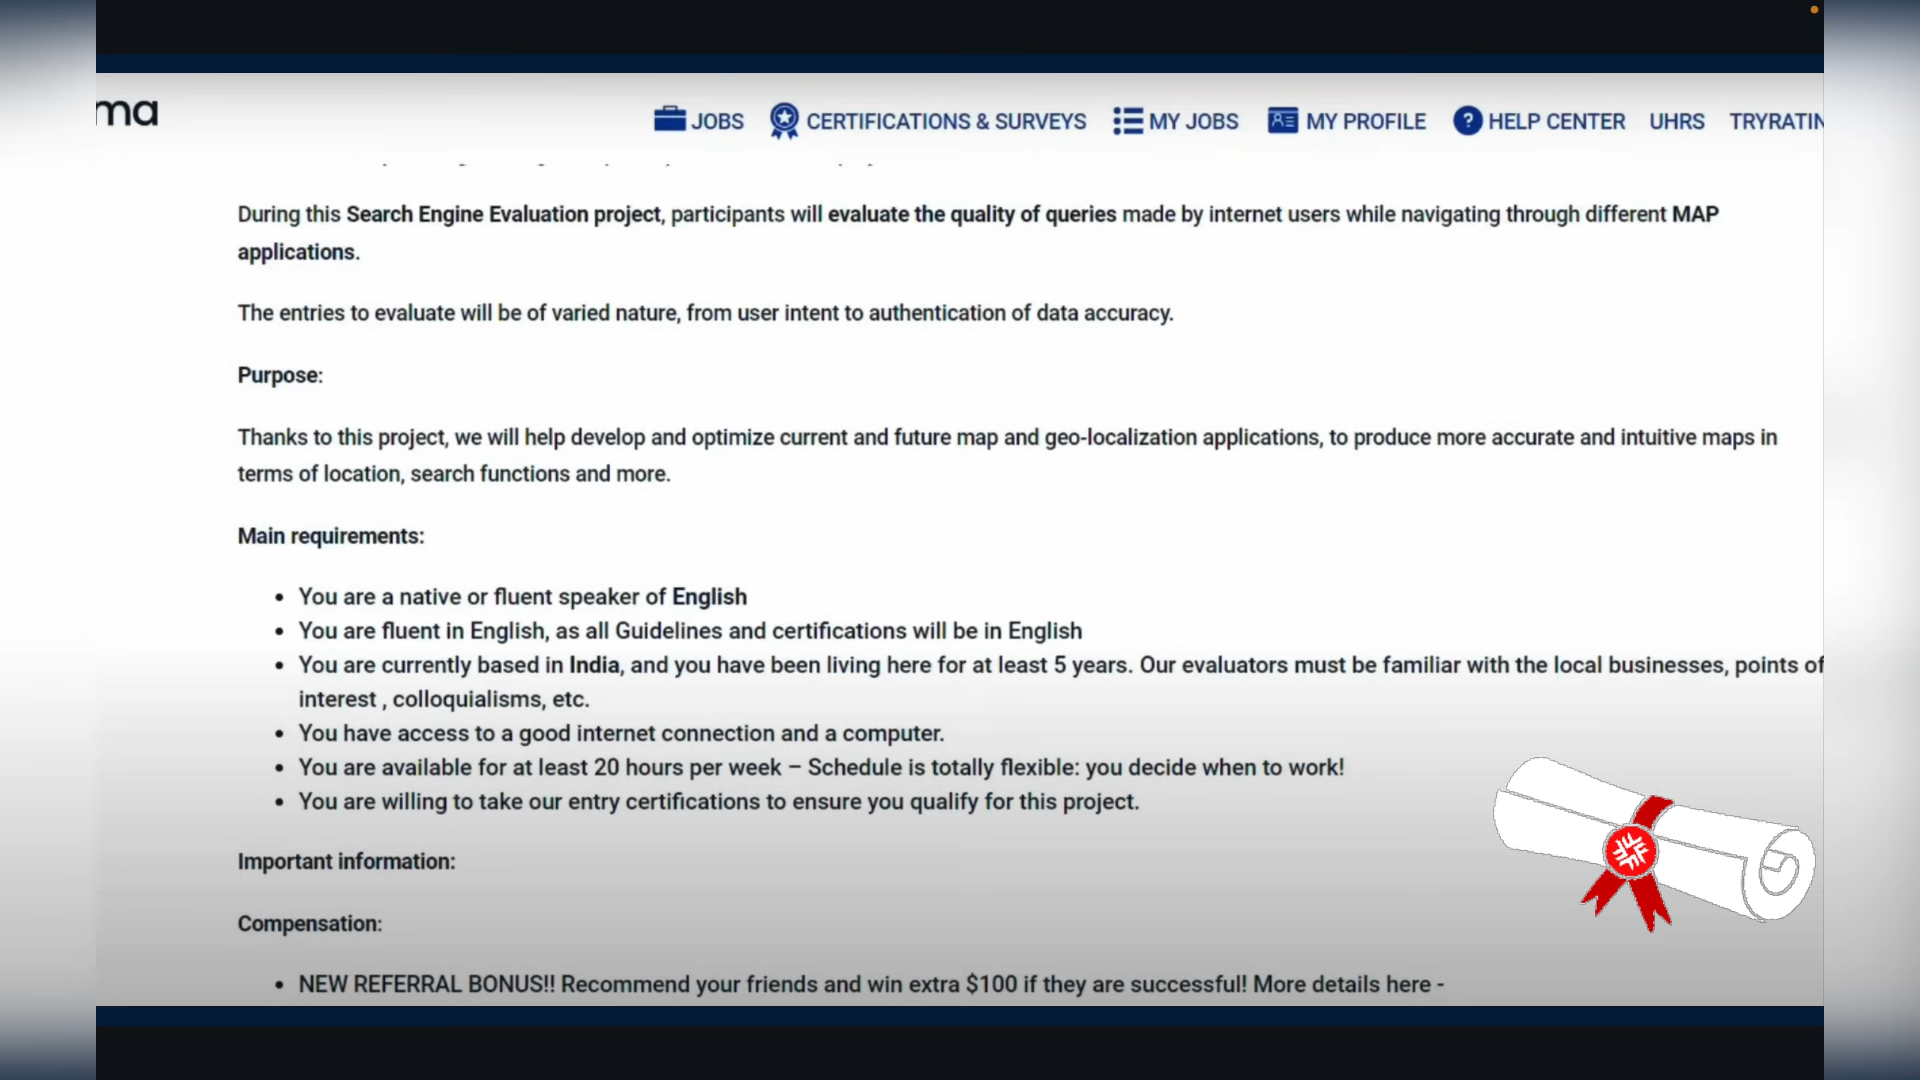 ma
JOBS CERTIFICATIONS & SURVEYS MY JOBS MY PROFILE ? HELP CENTER UHRS TRYRATIN
During this Search Engine Evaluation project, participants will evaluate the quality of queries made by internet users while navigating through different MAP
applications.
The entries to evaluate will be of varied nature, from user intent to authentication of data accuracy.
Purpose:
Thanks to this project, we will help develop and optimize current and future map and geo-localization applications, to produce more accurate and intuitive maps in
terms of location, search functions and more.
Main requirements:
• You are a native or fluent speaker of English
• You are fluent in English, as all Guidelines and certifications will be in English
• You are currently based in India, and you have been living here for at least 5 years. Our evaluators must be familiar with the local businesses, points of
interest , colloquialisms, etc.
• You have access to a good internet connection and a computer.
• You are available for at least 20 hours per week – Schedule is totally flexible: you decide when to work!
• You are willing to take our entry certifications to ensure you qualify for this project.
Important information:
Compensation:
• NEW REFERRAL BONUS!! Recommend your friends and win extra $100 if they are successful! More details here -